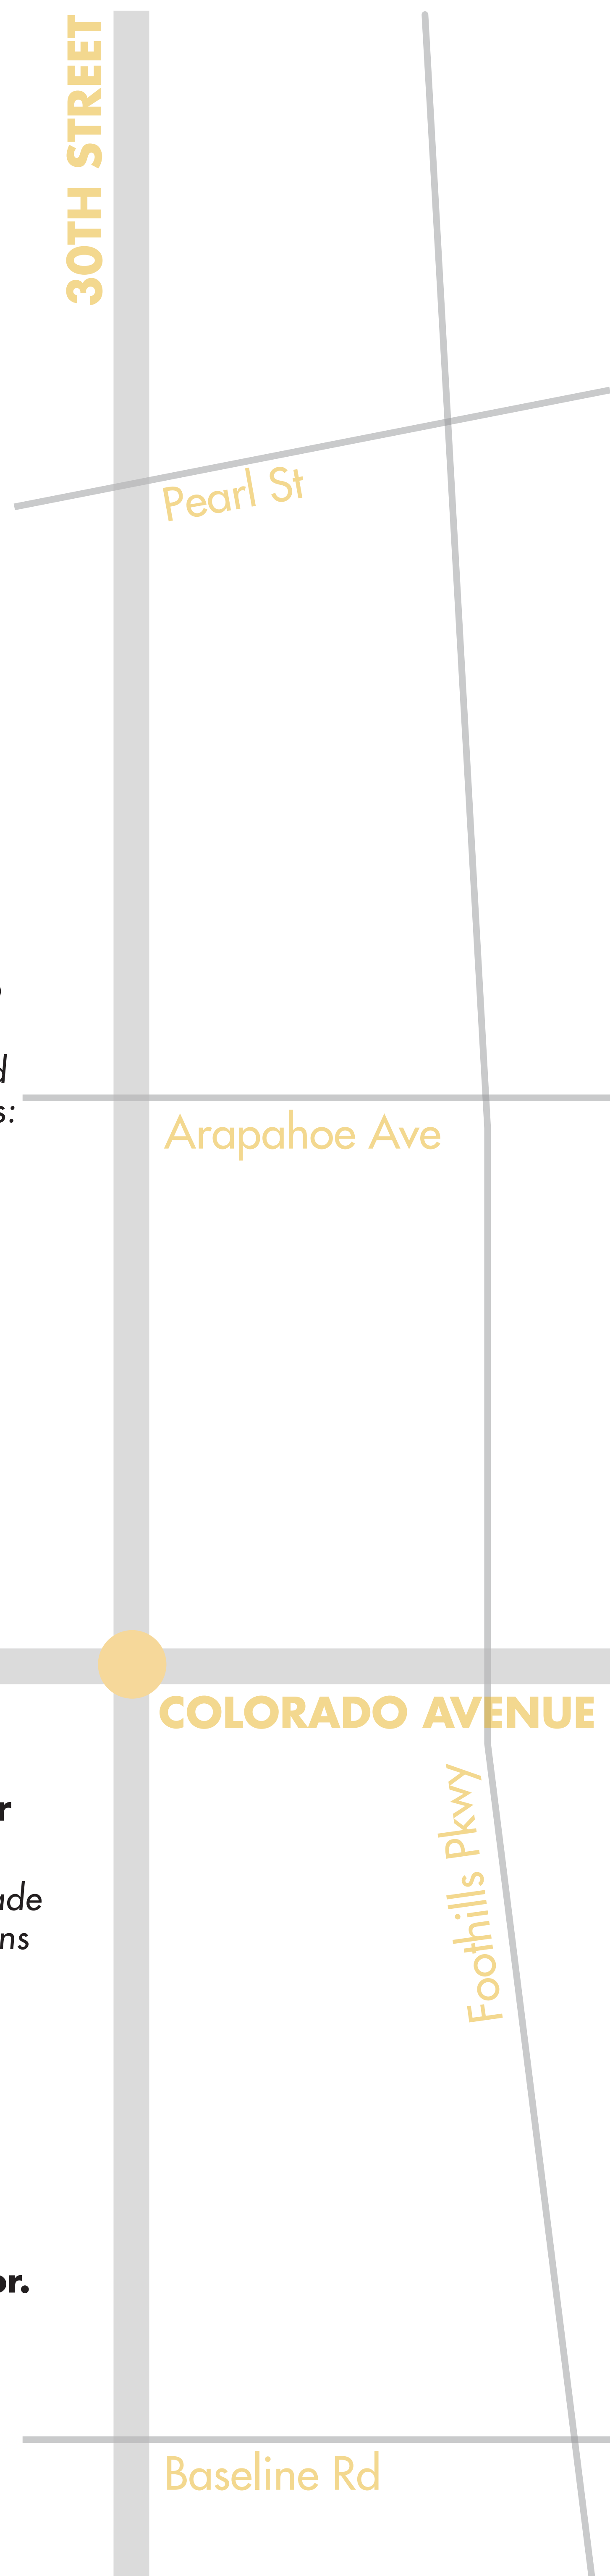 30TH STREET
Pearl St
s:
Arapahoe Ave
COLORADO AVENUE
Foothills Pkwy
Baseline Rd